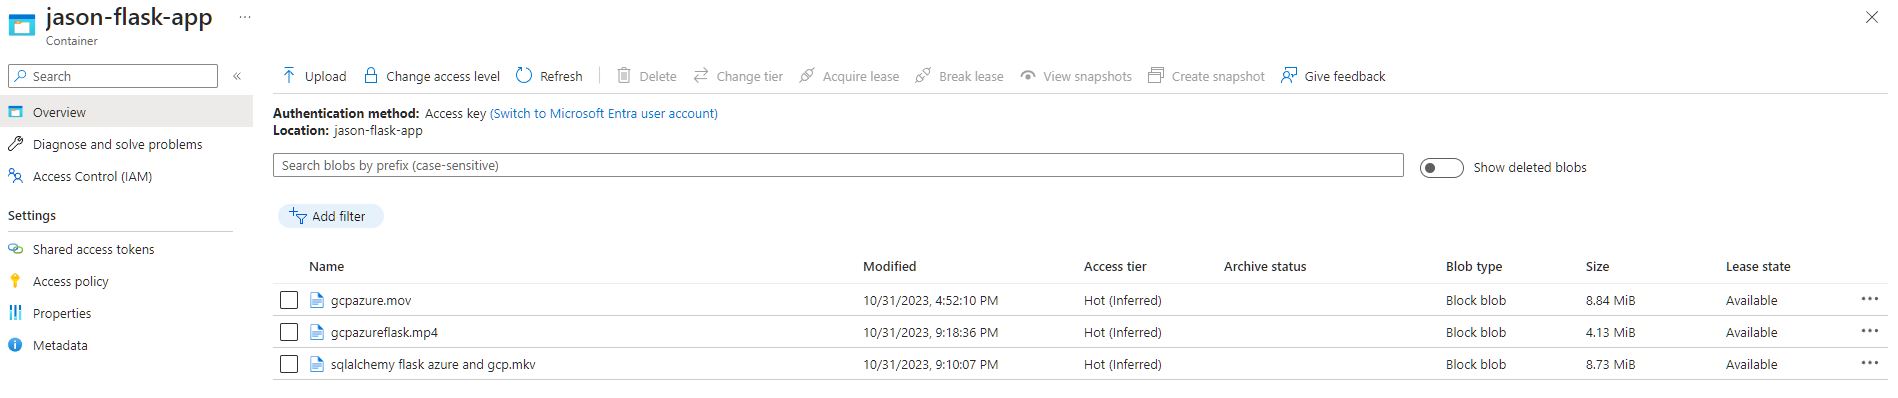 jason-flask-app ...
Container
Search
«
Overview
Diagnose and solve problems
Access Control (IAM)
Settings
Shared access tokens
Access policy
Properties
Metadata
Upload Change access level Refresh Delete Change tier Acquire lease Break lease View snapshots Create snapshot Give feedback
Authentication method: Access key (Switch to Microsoft Entra user account)
Location: jason-flask-app
Search blobs by prefix (case-sensitive)
Show deleted blobs
Add filter
Name Modified Access tier Archive status Blob type Size Lease state
gcpazure.mov 10/31/2023, 4:52:10 PM Hot (Inferred) Block blob 8.84 MiB Available ...
gcpazureflask.mp4 10/31/2023, 9:18:36 PM Hot (Inferred) Block blob 4.13 MiB Available ...
sqlalchemy flask azure and gcp.mkv 10/31/2023, 9:10:07 PM Hot (Inferred) Block blob 8.73 MiB Available ...